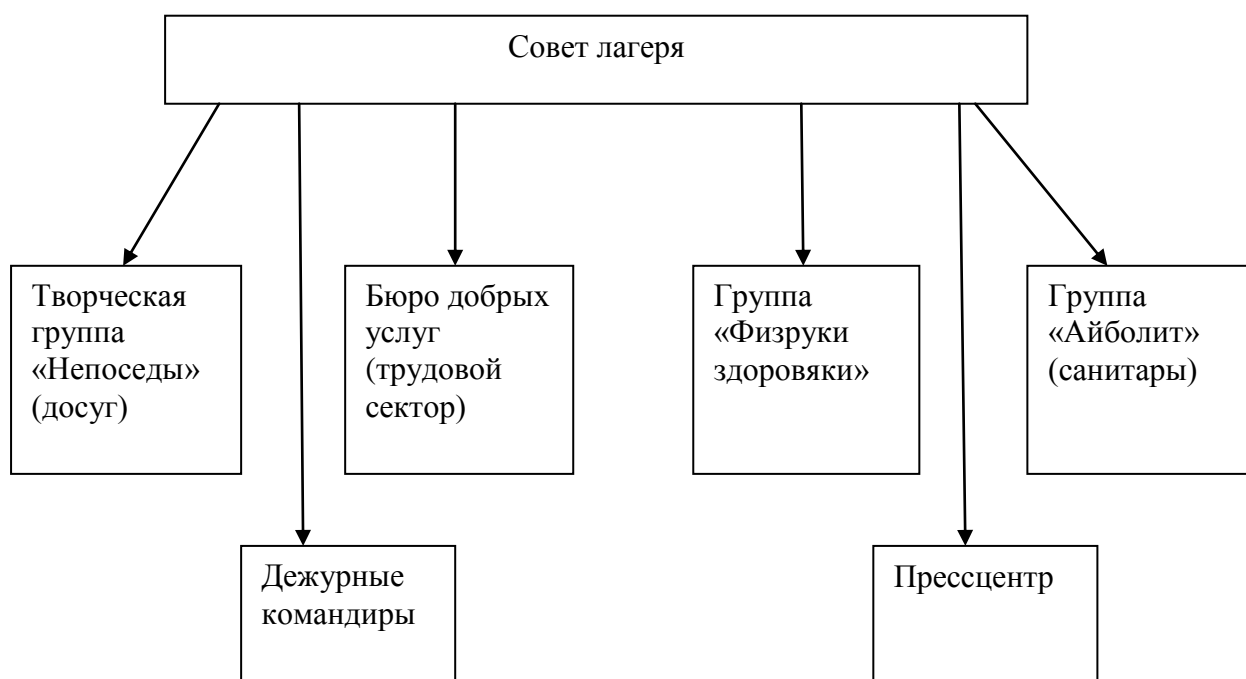 Совет лагеря
Творческая
группа
«Непоседы»
(досуг)
Бюро добрых
услуг
(трудовой
сектор)
Группа
«Физруки
здоровяки»
Группа
«Айболит»
(санитары)
Дежурные
командиры
Прессцентр